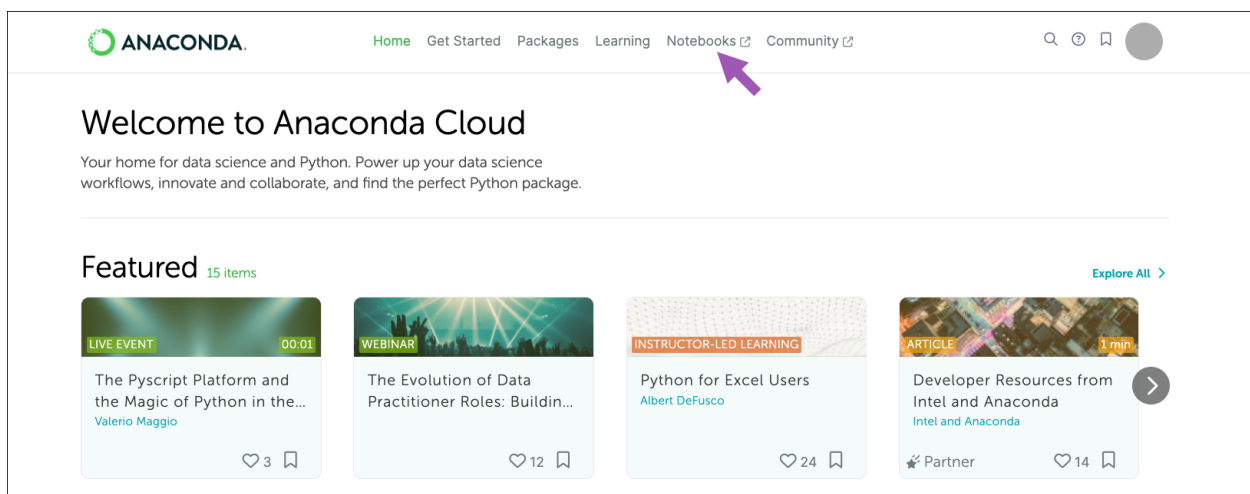 ANACONDA.
Home Get Started Packages Learning Notebooks Community
Welcome to Anaconda Cloud
Your home for data science and Python. Power up your data science
workflows, innovate and collaborate, and find the perfect Python package.
Featured 15 items
Explore All
LIVE EVENT 00:01
The Pyscript Platform and
the Magic of Python in the...
Valerio Maggio
3
WEBINAR
The Evolution of Data
Practitioner Roles: Buildin...
12
INSTRUCTOR-LED LEARNING
Python for Excel Users
Albert DeFusco
24
ARTICLE 1 min
Developer Resources from
Intel and Anaconda
Intel and Anaconda
Partner 14